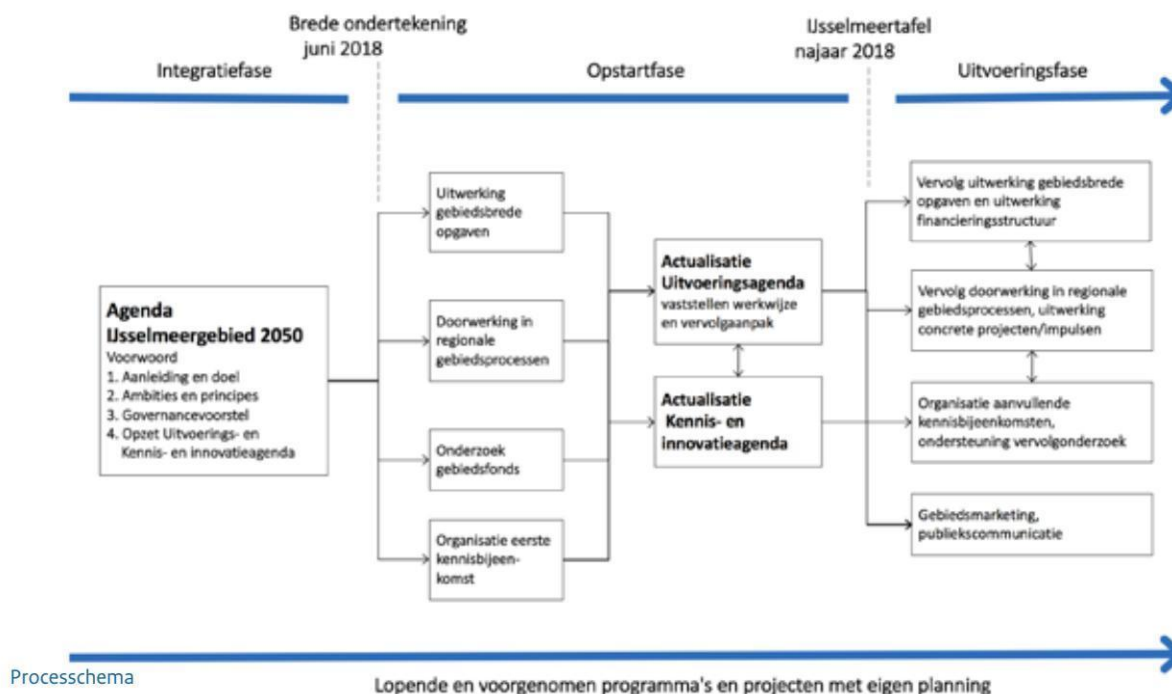 Brede ondertekening
juni 2018
IJsselmeertafel
najaar 2018
Integratiefase
Opstartfase
Uitvoeringsfase
Agenda
IJsselmeergebied 2050
Voorwoord
1. Aanleiding en doel
2. Ambities en principes
3. Governancevoorstel
4. Opzet Uitvoerings- en
Kennis- en innovatieagenda
Uitwerking
gebiedsbrede
opgaven
Doorwerking in
regionale
gebiedsprocessen
Onderzoek
gebiedsfonds
Organisatie eerste
kennisbijeen-
komst
Actualisatie
Uitvoeringsagenda
vaststellen werkwijze
en vervolgaanpak
Actualisatie
Kennis- en
innovatieagenda
Vervolg uitwerking gebiedsbrede
opgaven en uitwerking
financieringsstructuur
Vervolg doorwerking in regionale
gebiedsprocessen, uitwerking
concrete projecten/impulsen
Organisatie aanvullende
kennisbijeenkomsten,
ondersteuning vervolgonderzoek
Gebiedsmarketing,
publiekscommunicatie
Processchema
Lopende en voorgenomen programma's en projecten met eigen planning